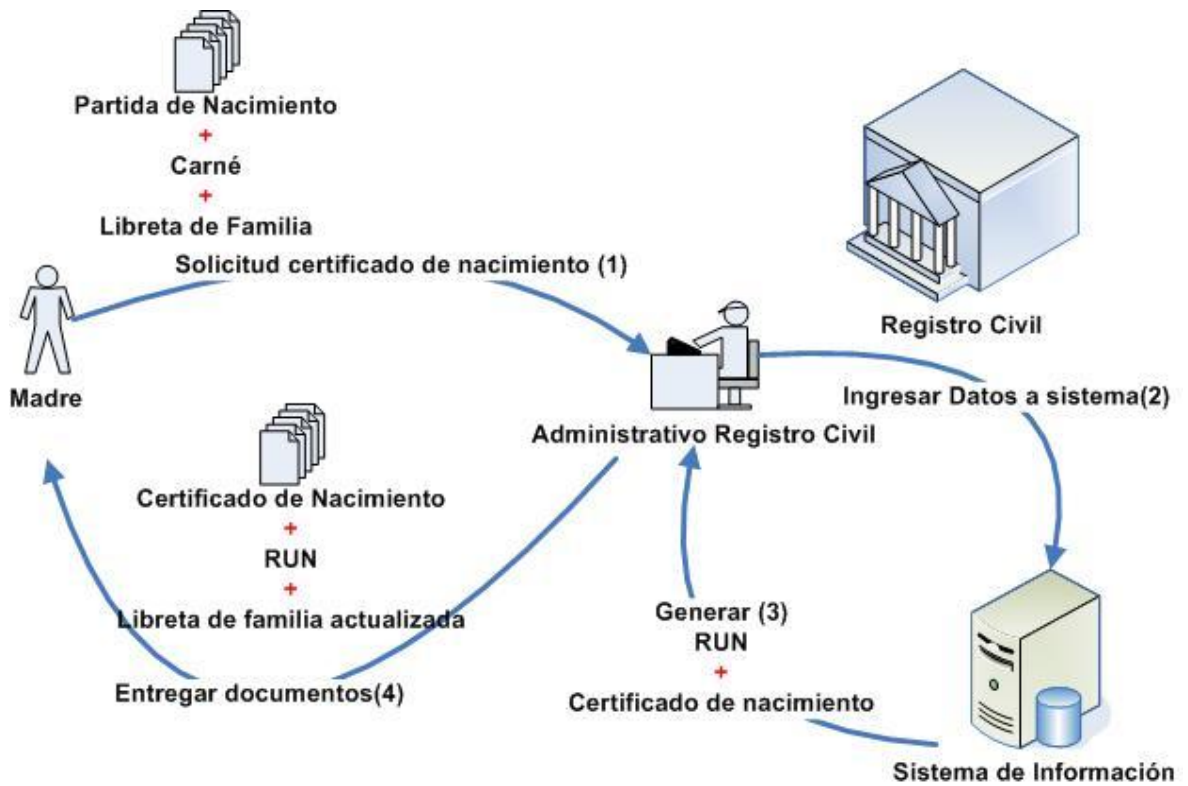 Partida de Nacimiento
+
Carné
+
Libreta de Familia
Solicitud certificado de nacimiento (1)
Madre
Registro Civil
Administrativo Registro Civil
Ingresar Datos a sistema(2)
Certificado de Nacimiento
+
RUN
+
Libreta de familia actualizada
Entregar documentos(4)
Generar (3)
RUN
+
Certificado de nacimiento
Sistema de Información